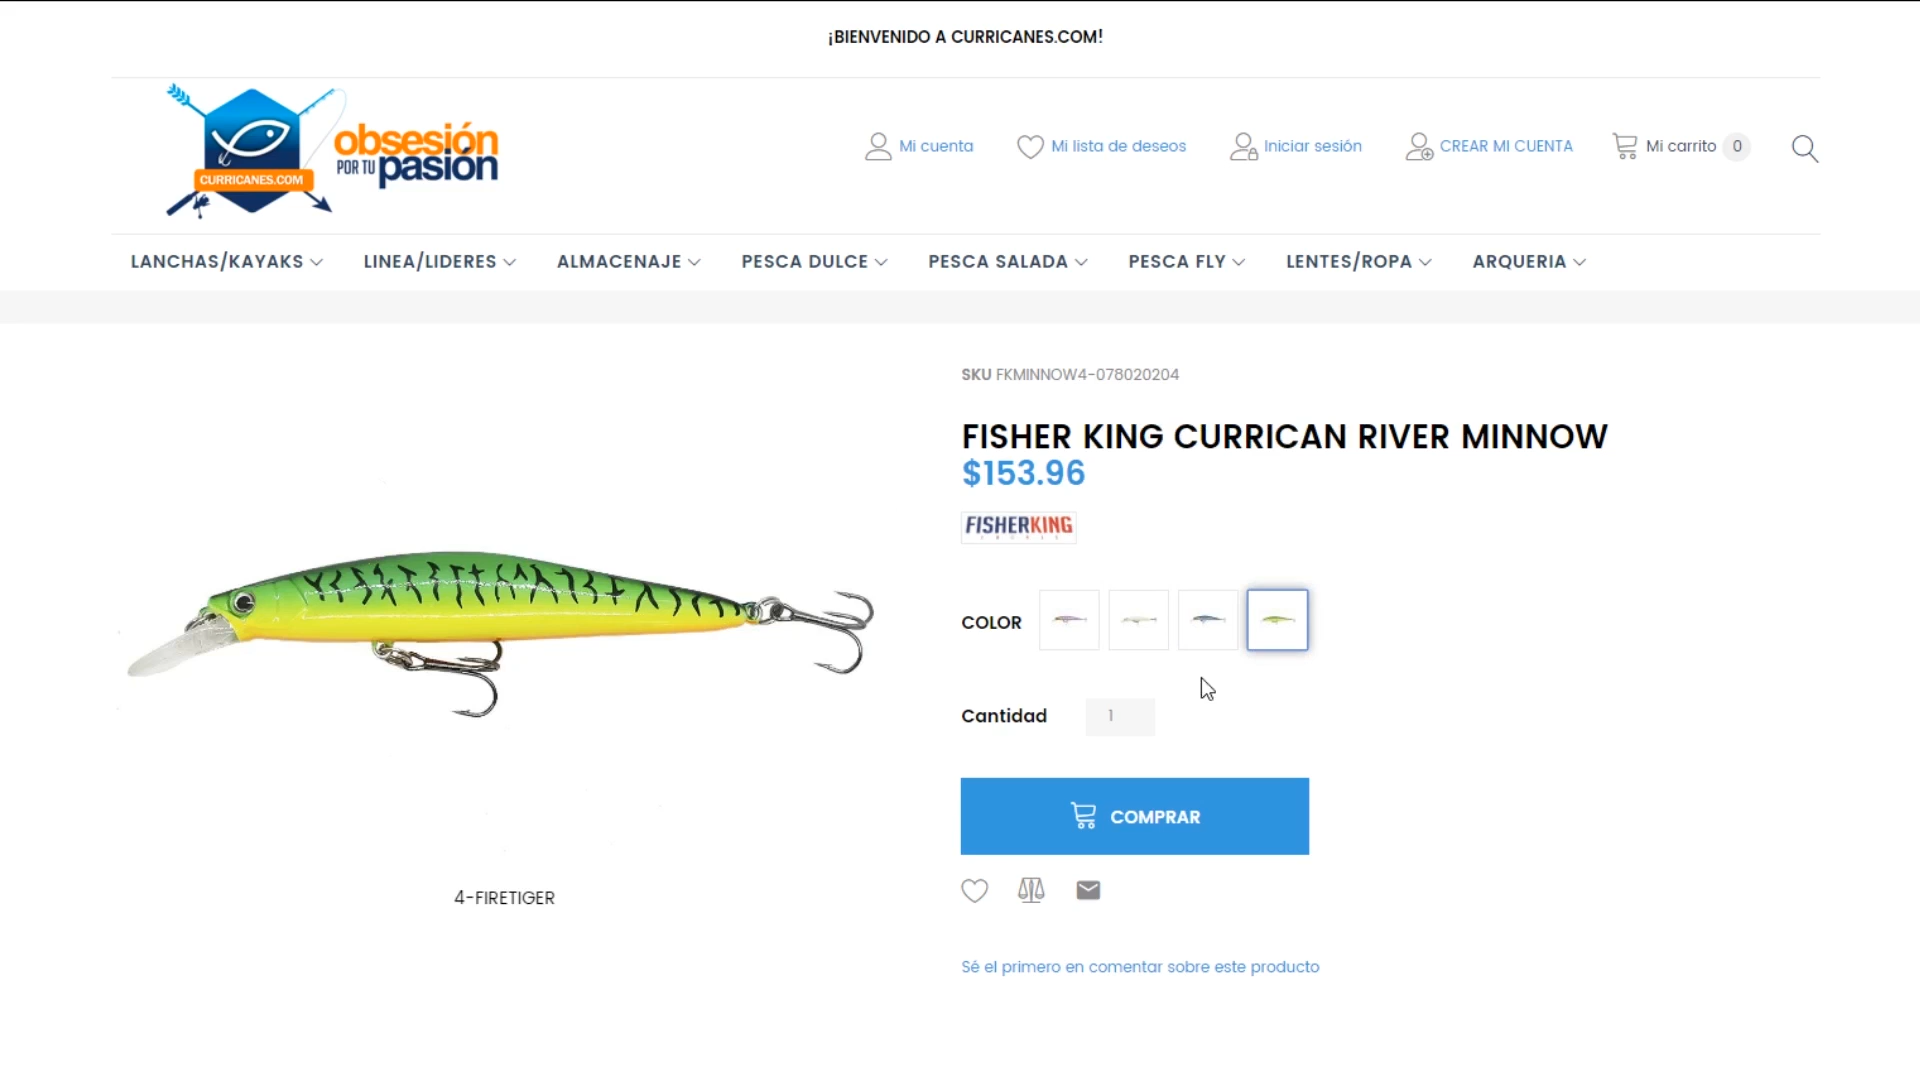 ¡BIENVENIDO A CURRICANES.COM!
CURRICANES.COM
obsesión
POR TU pasión
Mi cuenta
Mi lista de deseos
Iniciar sesión
CREAR MI CUENTA
Mi carrito 0
LANCHAS/KAYAKS
LINEA/LIDERES
ALMACENAJE
PESCA DULCE
PESCA SALADA
PESCA FLY
LENTES/ROPA
ARQUERIA
SKU FKMINNOW4-078020204
FISHER KING CURRICAN RIVER MINNOW
$153.96
FISHERKING
COLOR
Cantidad 1
COMPRAR
4-FIRETIGER
Sé el primero en comentar sobre este producto